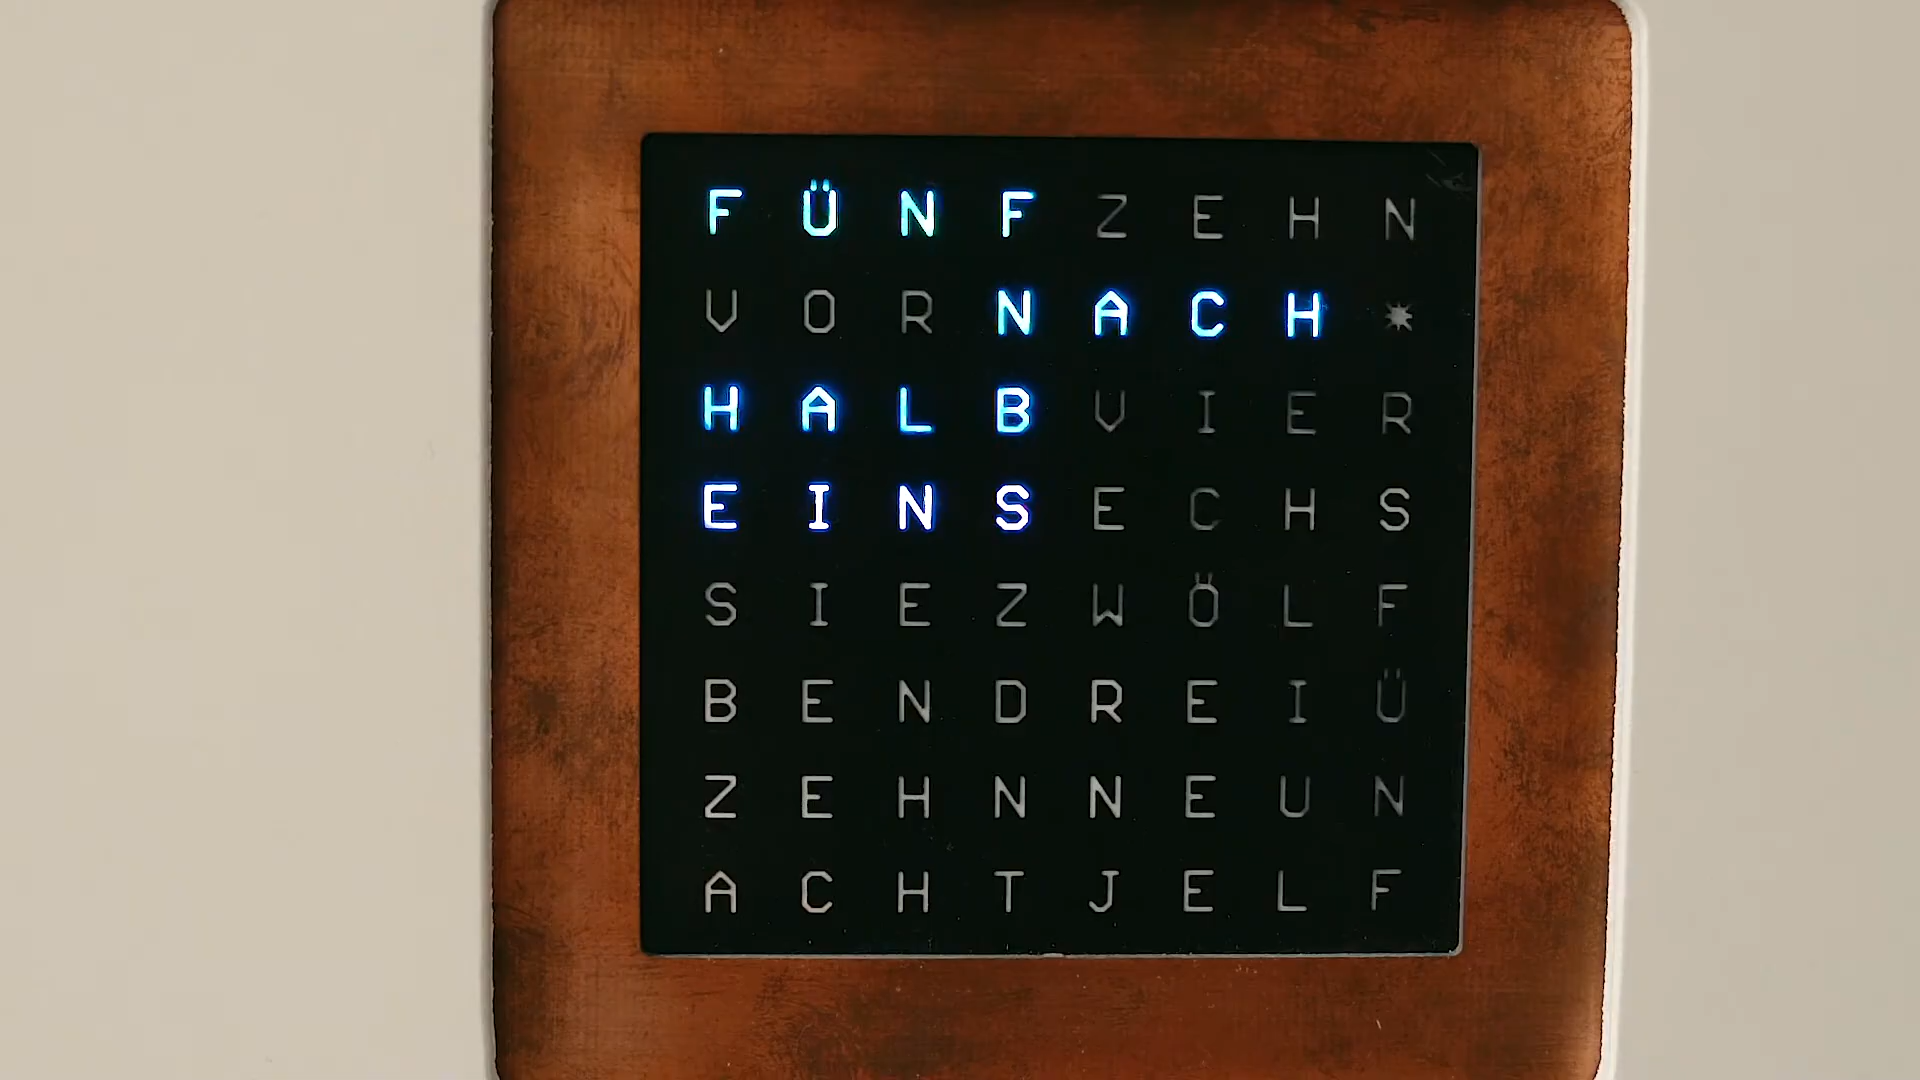 FÜNFZEHN
VORNACH*
HALBVIER
EINSECHS
SIEZWÖLF
BENDREIÜ
ZEHNNEUN
ACHTJELF